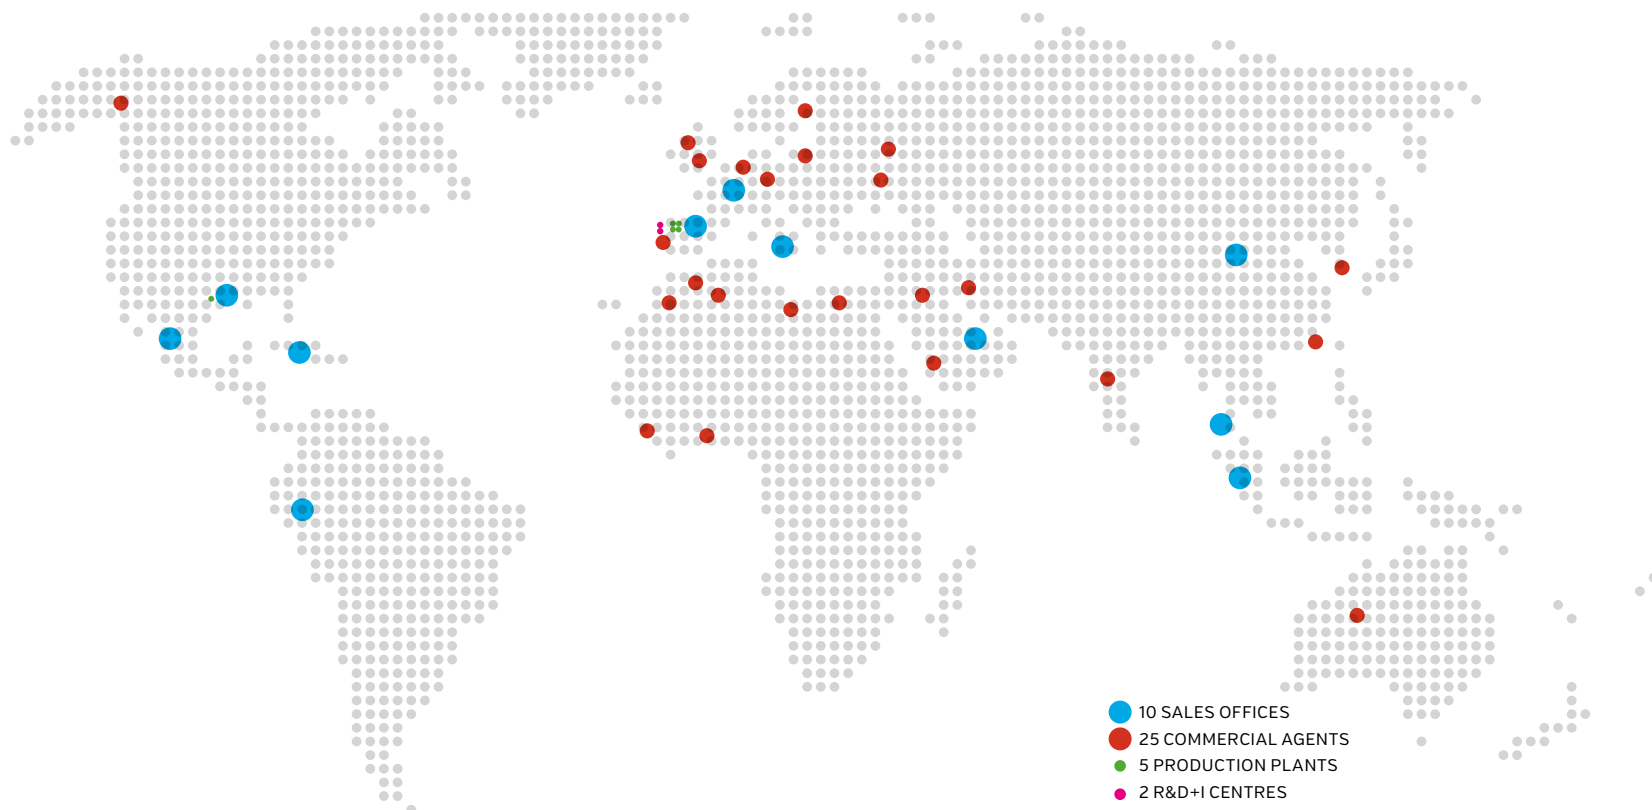 10 SALES OFFICES
25 COMMERCIAL AGENTS
5 PRODUCTION PLANTS
2 R&D+I CENTRES